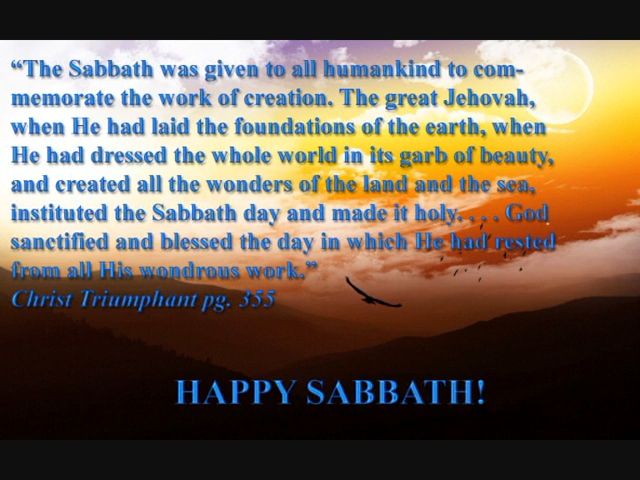 “The Sabbath was given to all humankind to com-
memorate the work of creation. The great Jehovah,
when He had laid the foundations of the earth, when
He had dressed the whole world in its garb of beauty,
and created all the wonders of the land and the sea,
instituted the Sabbath day and made it holy. . . . God
sanctified and blessed the day in which He had rested
from all His wondrous work.”
Christ Triumphant pg. 355
HAPPY SABBATH!